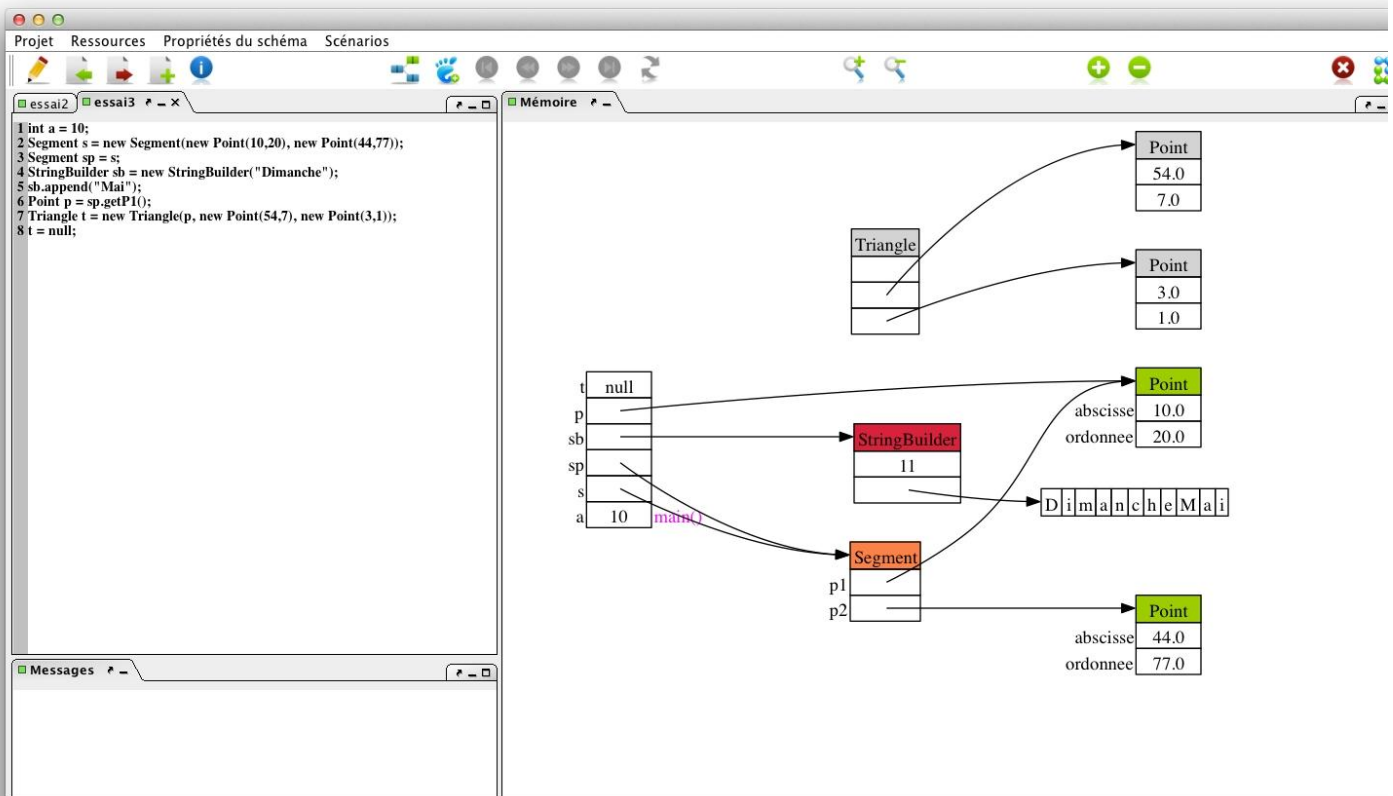 Projet Ressources Propriétés du schéma Scénarios
essai2 essai3
1 int a = 10;
2 Segment s = new Segment(new Point(10,20), new Point(44,77));
3 Segment sp = s;
4 StringBuilder sb = new StringBuilder("Dimanche");
5 sb.append("Mai");
6 Point p = sp.getP1();
7 Triangle t = new Triangle(p, new Point(54,7), new Point(3,1));
8 t = null;
Messages
Mémoire
Point
54.0
7.0
Triangle
Point
3.0
1.0
t null
p
sb
sp
s
a 10 main()
Point
abscisse 10.0
ordonnee 20.0
StringBuilder
11
D i m a n c h e M a i
Segment
p1
p2
Point
abscisse 44.0
ordonnee 77.0